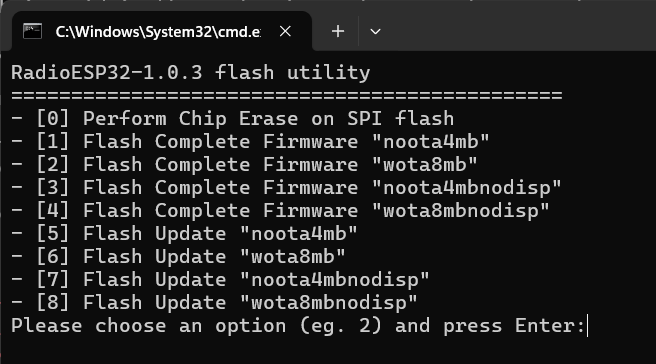 C:\Windows\System32\cmd.e
RadioESP32-1.0.3 flash utility
==============================================
- [0] Perform Chip Erase on SPI flash
- [1] Flash Complete Firmware "noota4mb"
- [2] Flash Complete Firmware "wota8mb"
- [3] Flash Complete Firmware "noota4mbnodisp"
- [4] Flash Complete Firmware "wota8mbnodisp"
- [5] Flash Update "noota4mb"
- [6] Flash Update "wota8mb"
- [7] Flash Update "noota4mbnodisp"
- [8] Flash Update "wota8mbnodisp"
Please choose an option (eg. 2) and press Enter: